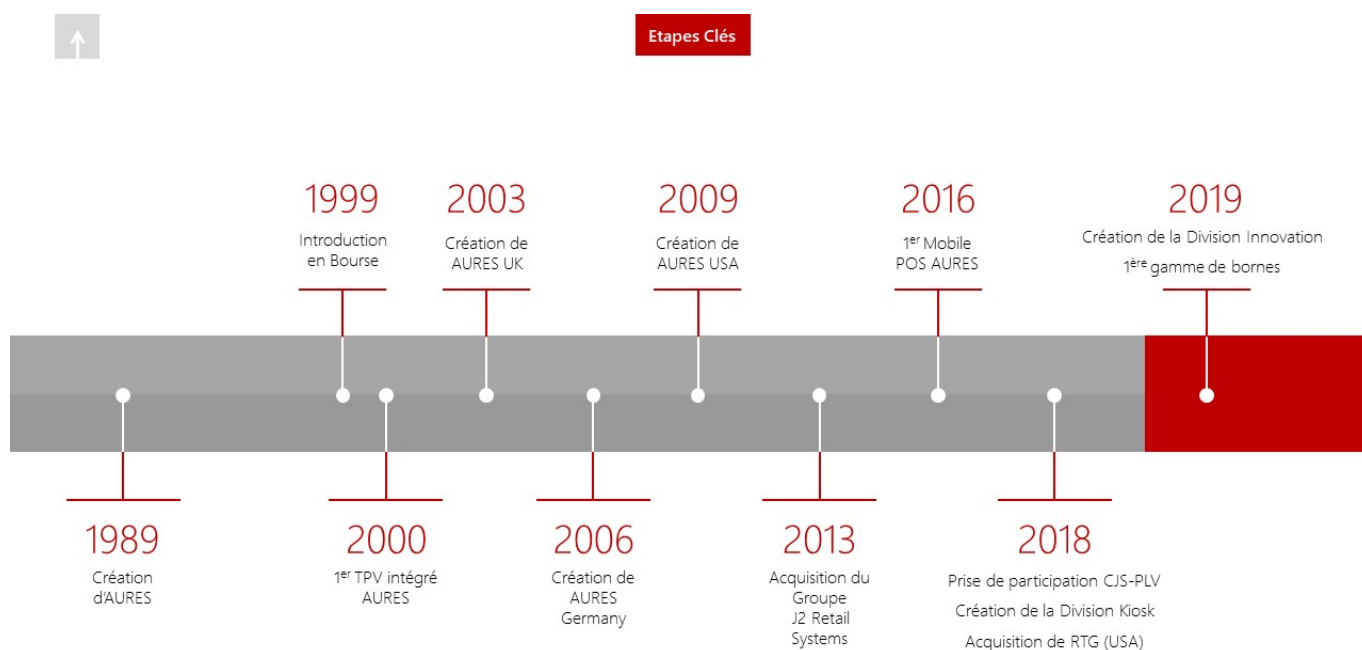 Etapes Clés
1999
Introduction
en Bourse
2003
Création de
AURES UK
2009
Création de
AURES USA
2016
1er Mobile
POS AURES
2019
Création de la Division Innovation
1ère gamme de bornes
1989
Création
d'AURES
2000
1er TPV intégré
AURES
2006
Création de
AURES
Germany
2013
Acquisition du
Groupe
J2 Retail
Systems
2018
Prise de participation CJS-PLV
Création de la Division Kiosk
Acquisition de RTG (USA)